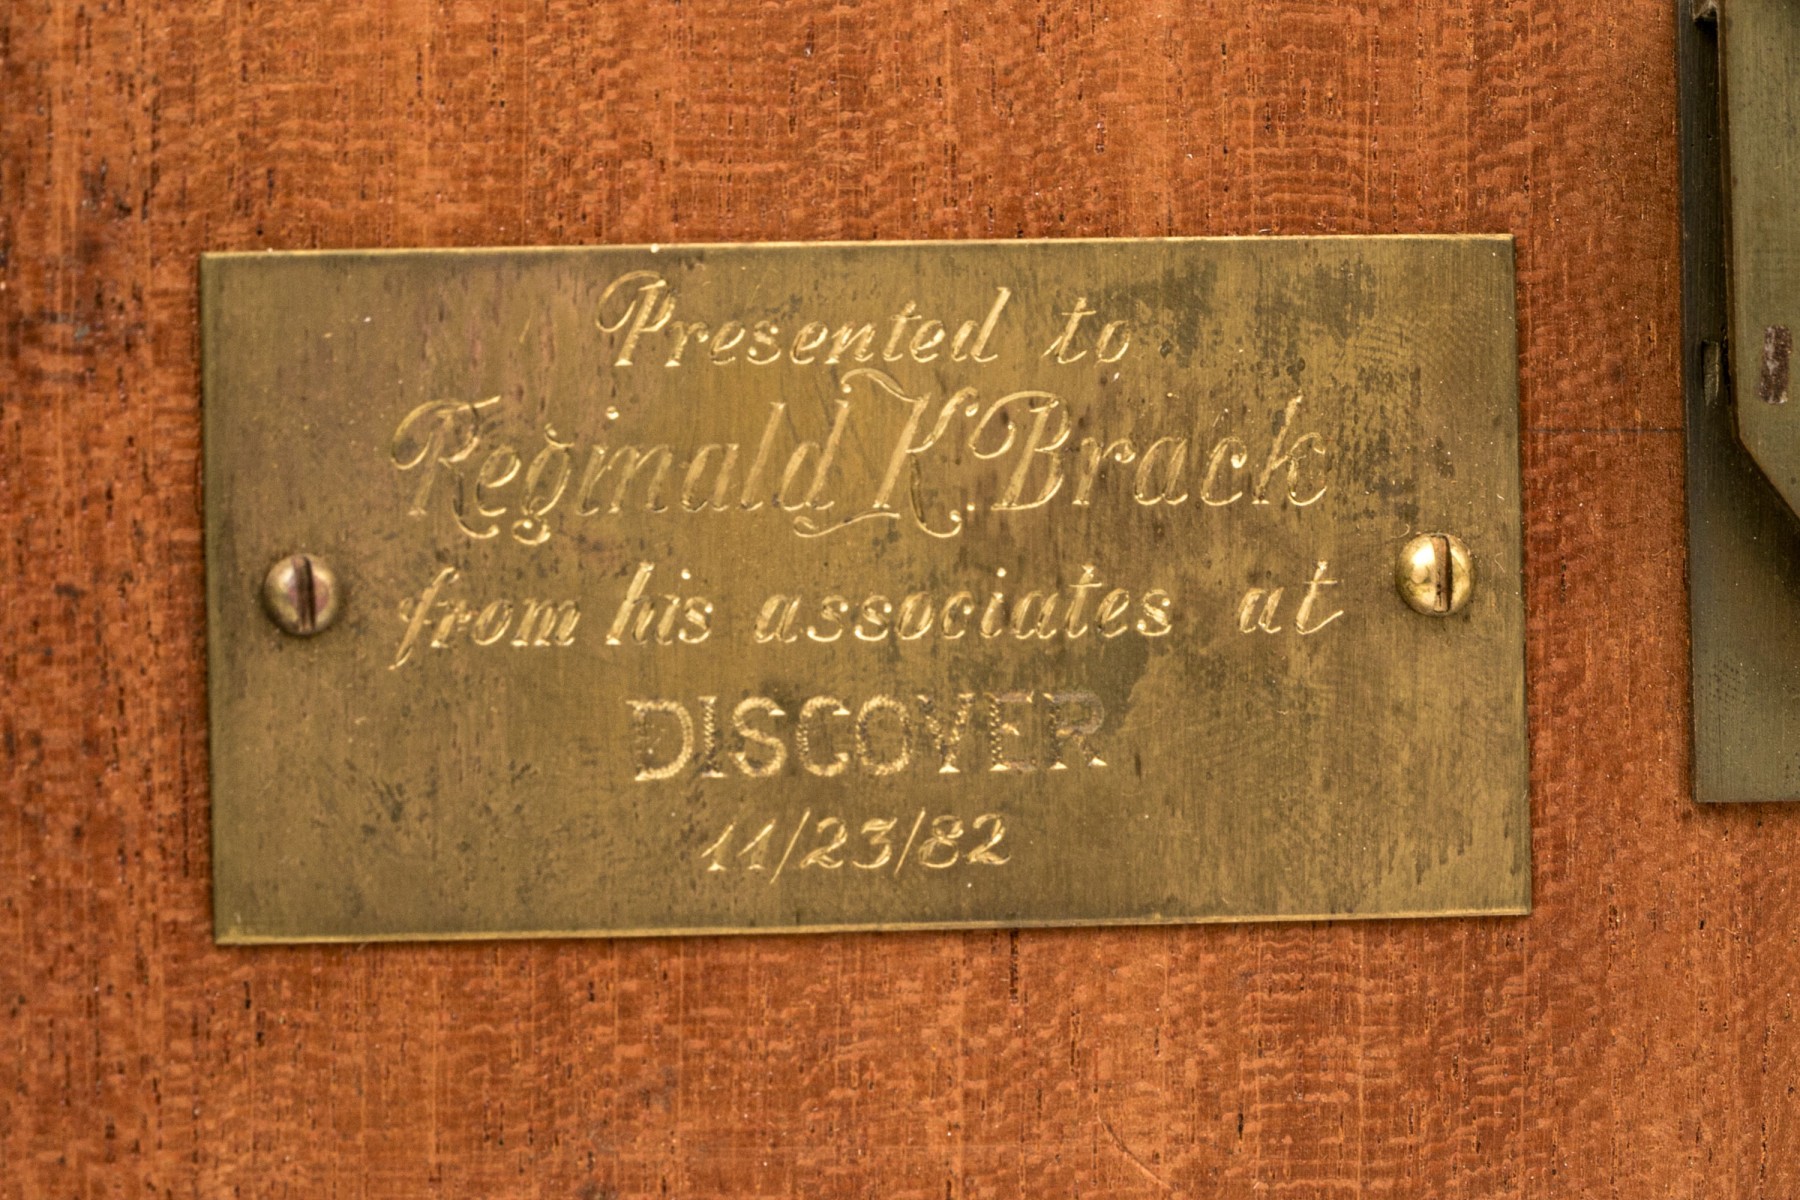 Presented to
Reginald K. Brack
from his associates at
DISCOVER
11/23/82